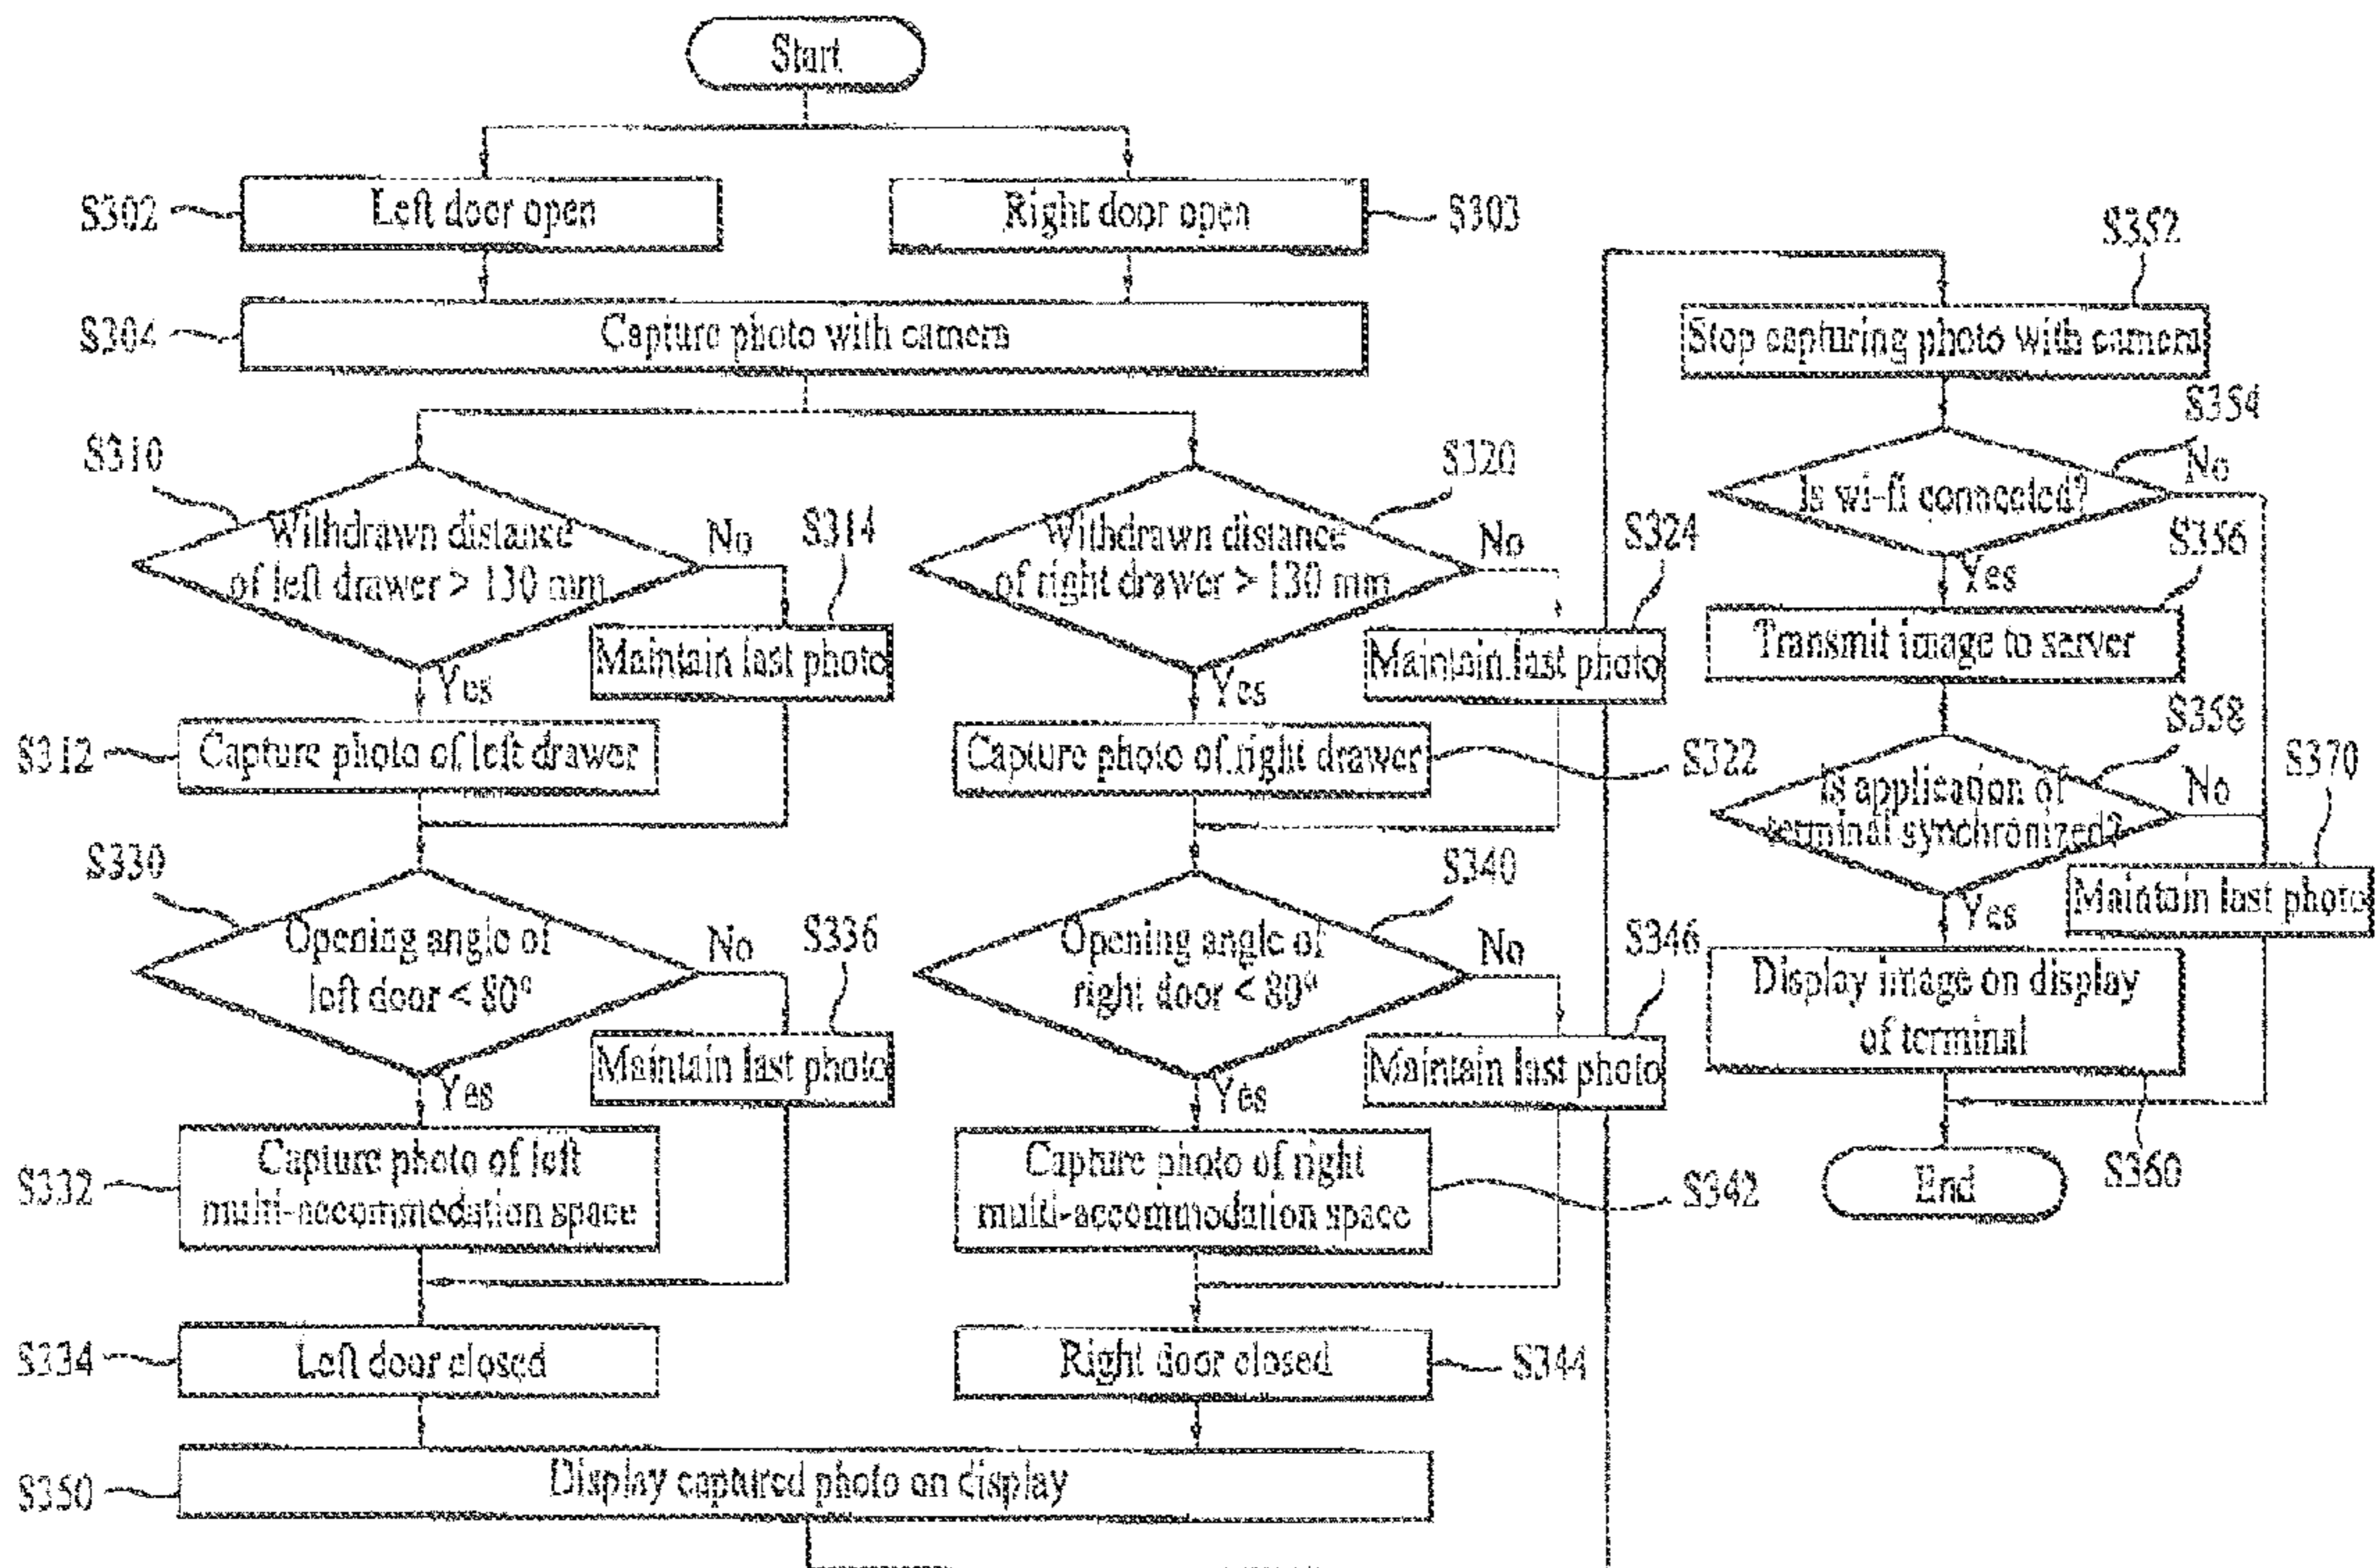 Start
S302
Left door open
Right door open
S303
S304
Capture photo with camera
S310
Withdrawn distance
of left drawer > 130 mm
No
S314
Maintain last photo
Yes
S312
Capture photo of left drawer
S320
Withdrawn distance
of right drawer > 130 mm
No
S324
Maintain last photo
Yes
Capture photo of right drawer
S322
S330
Opening angle of
left door < 80°
No
S336
Maintain last photo
Yes
S332
Capture photo of left
multi-accommodation space
S334
Left door closed
S340
Opening angle of
right door < 80°
No
S346
Maintain last photo
Yes
Capture photo of right
multi-accommodation space
S342
Right door closed
S344
S350
Display captured photo on display
S352
Stop capturing photo with camera
S354
Is wi-fi connected?
No
Yes
S356
Transmit image to server
S358
Is application of
terminal synchronized?
No
S370
Maintain last photo
Yes
Display image on display
of terminal
S360
End